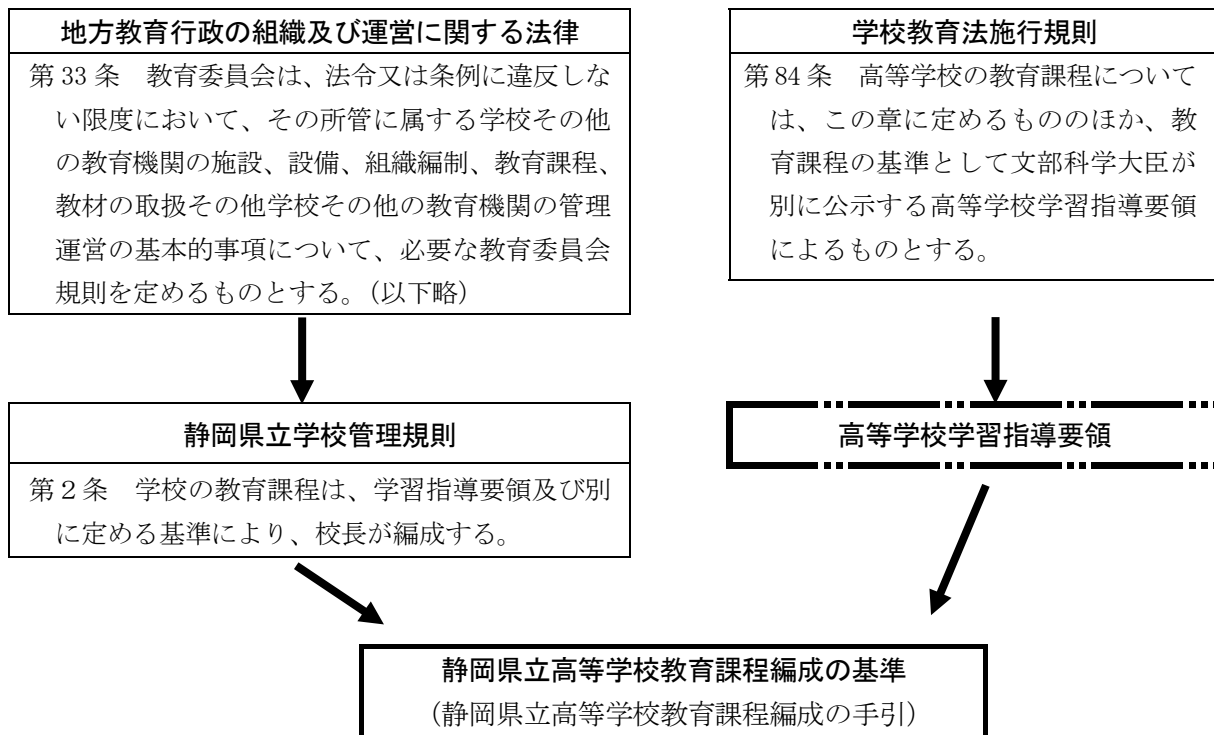 地方教育行政の組織及び運営に関する法律
第33条　教育委員会は、法令又は条例に違反しな
い限度において、その所管に属する学校その他
の教育機関の施設、設備、組織編制、教育課程、
教材の取扱その他学校その他の教育機関の管理
運営の基本的事項について、必要な教育委員会
規則を定めるものとする。(以下略)
学校教育法施行規則
第84条　高等学校の教育課程について
は、この章に定めるもののほか、教
育課程の基準として文部科学大臣が
別に公示する高等学校学習指導要領
によるものとする。
静岡県立学校管理規則
第2条　学校の教育課程は、学習指導要領及び別
に定める基準により、校長が編成する。
高等学校学習指導要領
静岡県立高等学校教育課程編成の基準
(静岡県立高等学校教育課程編成の手引)